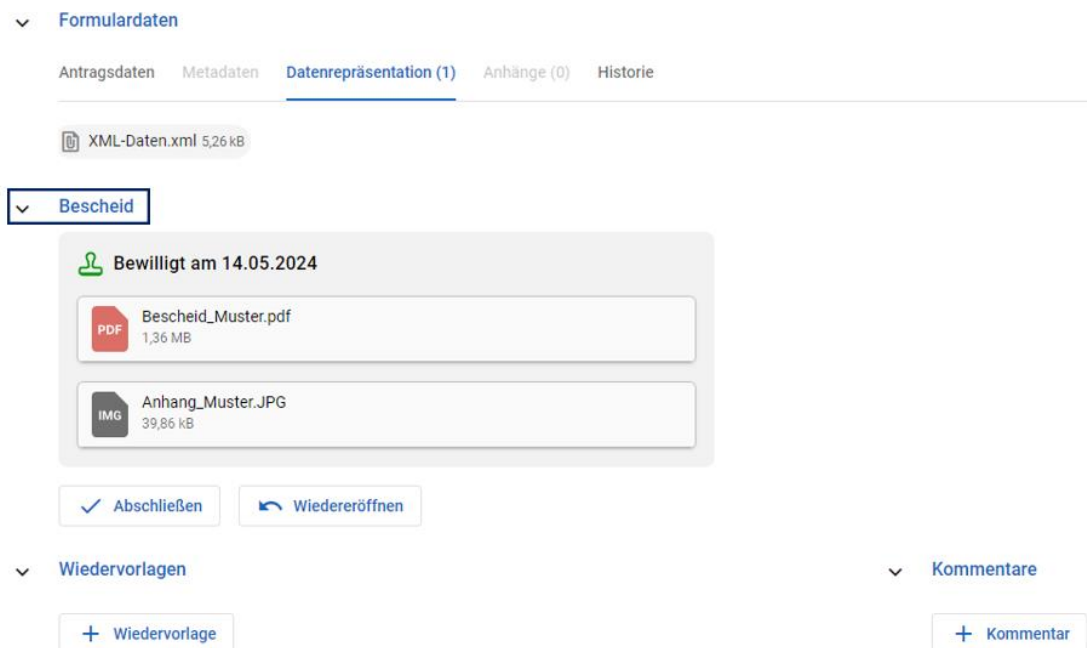 Formulardaten
Antragsdaten Metadaten Datenrepräsentation (1) Anhänge (0) Historie
XML-Daten.xml 5,26 kB
Bescheid
Bewilligt am 14.05.2024
PDF Bescheid_Muster.pdf
1,36 MB
IMG Anhang_Muster.JPG
39,86 kB
Abschließen Wiedereröffnen
Wiedervorlagen Kommentare
+ Wiedervorlage + Kommentar